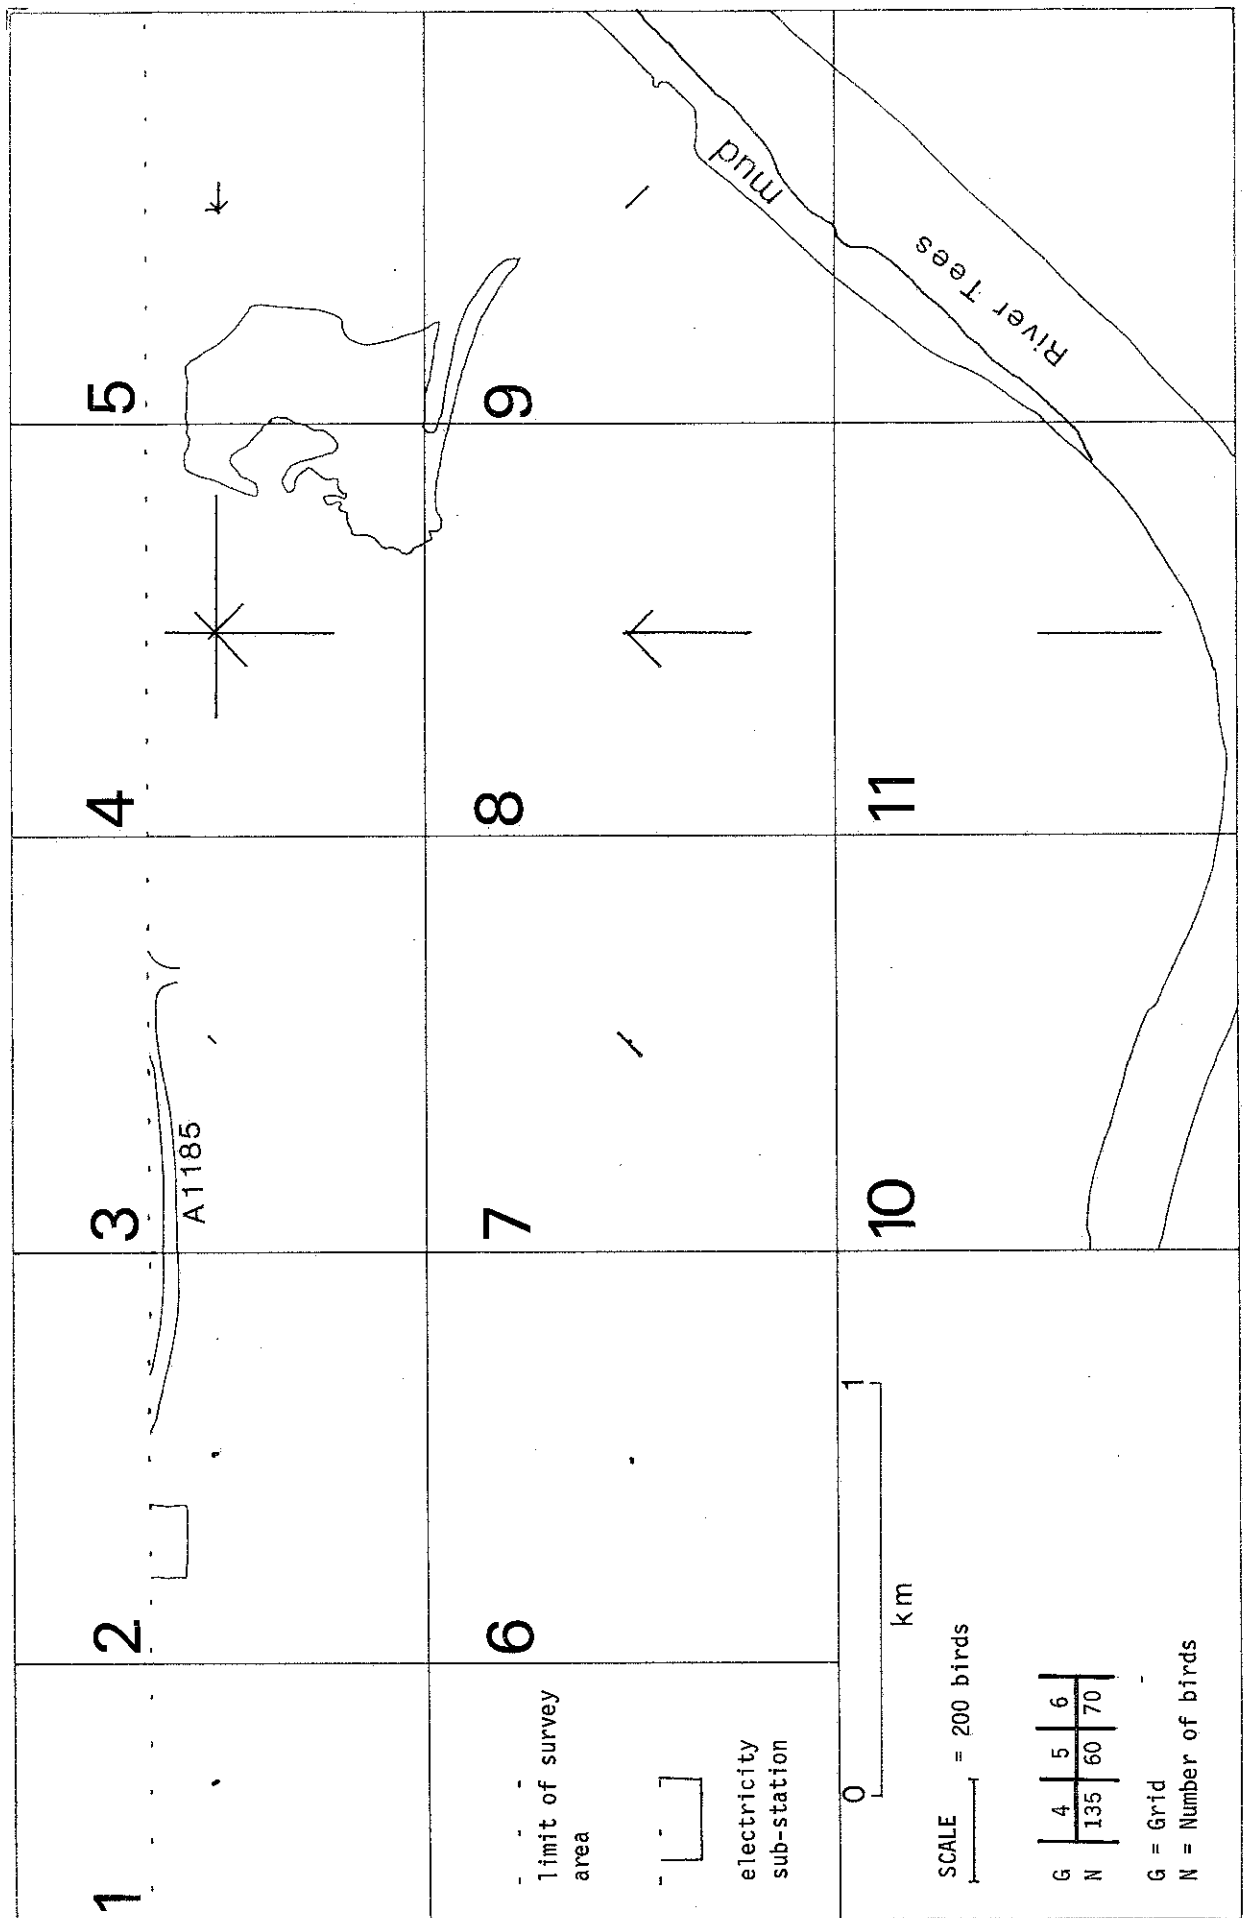 1
2
3
4
5
A1185
6
7
8
9
mud
River Tees
10
11
limit of survey
area
electricity
sub-station
0 1
km
SCALE = 200 birds
G 4 5 6
N 135 60 70
G = Grid
N = Number of birds